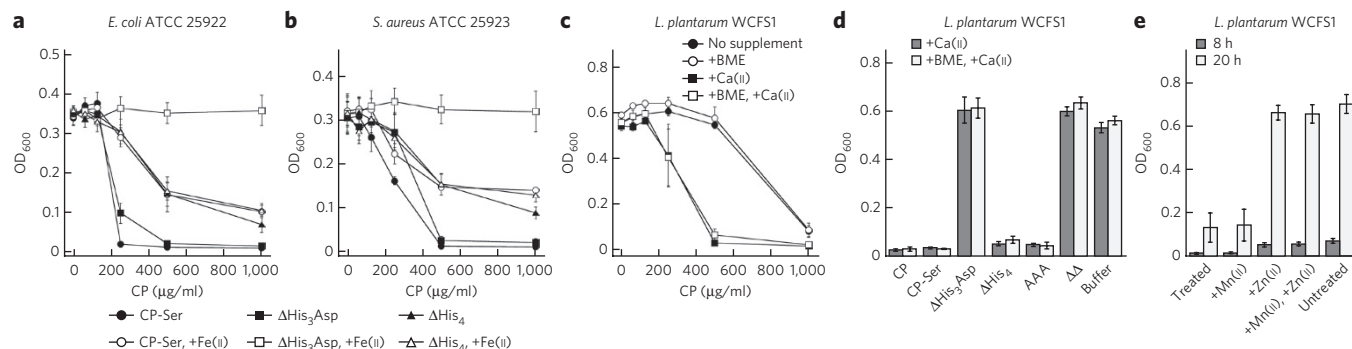 a
E. coli ATCC 25922
OD600
0.4
0.3
0.2
0.1
0
0 200 400 600 800 1,000
CP (μg/ml)
b
S. aureus ATCC 25923
OD600
0.4
0.3
0.2
0.1
0
0 200 400 600 800 1,000
CP (μg/ml)
CP-Ser
ΔHis3Asp
ΔHis4
CP-Ser, +Fe(II)
ΔHis3Asp, +Fe(II)
ΔHis4, +Fe(II)
c
L. plantarum WCFS1
No supplement
+BME
+Ca(II)
+BME, +Ca(II)
OD600
0.8
0.6
0.4
0.2
0
0 200 400 600 800 1,000
CP (μg/ml)
d
L. plantarum WCFS1
+Ca(II)
+BME, +Ca(II)
OD600
0.8
0.6
0.4
0.2
0.0
CP
CP-Ser
ΔHis3Asp
ΔHis4
AAA
ΔΔ
Buffer
e
L. plantarum WCFS1
8 h
20 h
OD600
0.8
0.6
0.4
0.2
0.0
Treated
+Mn(II)
+Zn(II)
+Mn(II), +Zn(II)
Untreated